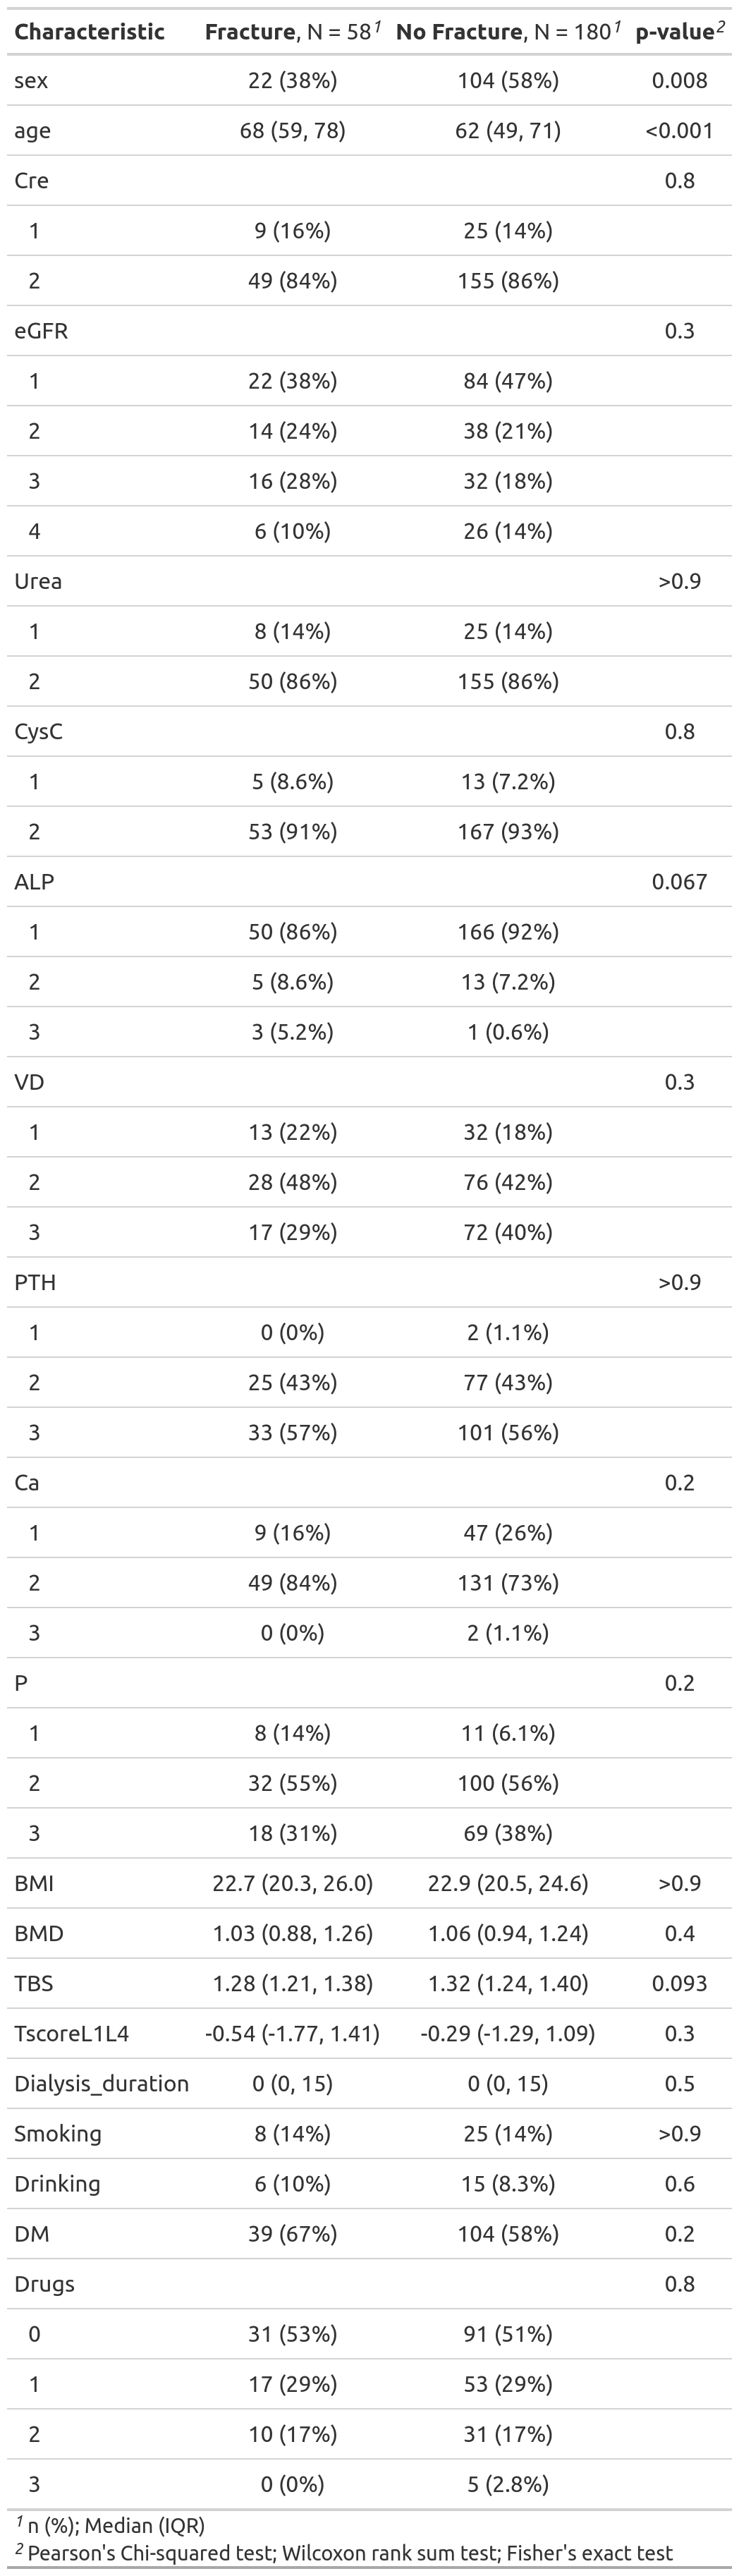 Characteristic Fracture, N = 58¹ No Fracture, N = 180¹ p-value²
sex 22 (38%) 104 (58%) 0.008
age 68 (59, 78) 62 (49, 71) <0.001
Cre 0.8
1 9 (16%) 25 (14%)
2 49 (84%) 155 (86%)
eGFR 0.3
1 22 (38%) 84 (47%)
2 14 (24%) 38 (21%)
3 16 (28%) 32 (18%)
4 6 (10%) 26 (14%)
Urea >0.9
1 8 (14%) 25 (14%)
2 50 (86%) 155 (86%)
CysC 0.8
1 5 (8.6%) 13 (7.2%)
2 53 (91%) 167 (93%)
ALP 0.067
1 50 (86%) 166 (92%)
2 5 (8.6%) 13 (7.2%)
3 3 (5.2%) 1 (0.6%)
VD 0.3
1 13 (22%) 32 (18%)
2 28 (48%) 76 (42%)
3 17 (29%) 72 (40%)
PTH >0.9
1 0 (0%) 2 (1.1%)
2 25 (43%) 77 (43%)
3 33 (57%) 101 (56%)
Ca 0.2
1 9 (16%) 47 (26%)
2 49 (84%) 131 (73%)
3 0 (0%) 2 (1.1%)
P 0.2
1 8 (14%) 11 (6.1%)
2 32 (55%) 100 (56%)
3 18 (31%) 69 (38%)
BMI 22.7 (20.3, 26.0) 22.9 (20.5, 24.6) >0.9
BMD 1.03 (0.88, 1.26) 1.06 (0.94, 1.24) 0.4
TBS 1.28 (1.21, 1.38) 1.32 (1.24, 1.40) 0.093
TscoreL1L4 -0.54 (-1.77, 1.41) -0.29 (-1.29, 1.09) 0.3
Dialysis_duration 0 (0, 15) 0 (0, 15) 0.5
Smoking 8 (14%) 25 (14%) >0.9
Drinking 6 (10%) 15 (8.3%) 0.6
DM 39 (67%) 104 (58%) 0.2
Drugs 0.8
0 31 (53%) 91 (51%)
1 17 (29%) 53 (29%)
2 10 (17%) 31 (17%)
3 0 (0%) 5 (2.8%)
¹ n (%); Median (IQR)
² Pearson's Chi-squared test; Wilcoxon rank sum test; Fisher's exact test